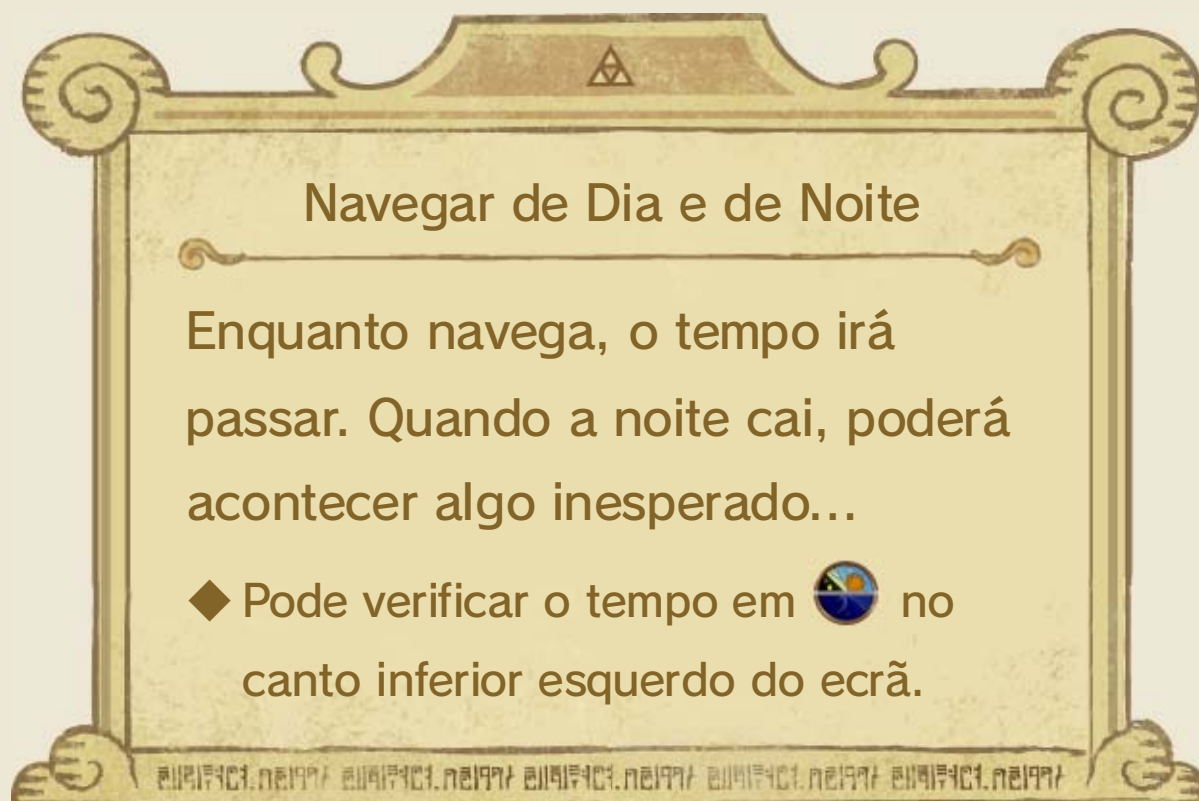 Navegar de Dia e de Noite
Enquanto navega, o tempo irá
passar. Quando a noite cai, poderá
acontecer algo inesperado...
◆ Pode verificar o tempo em no
canto inferior esquerdo do ecrã.